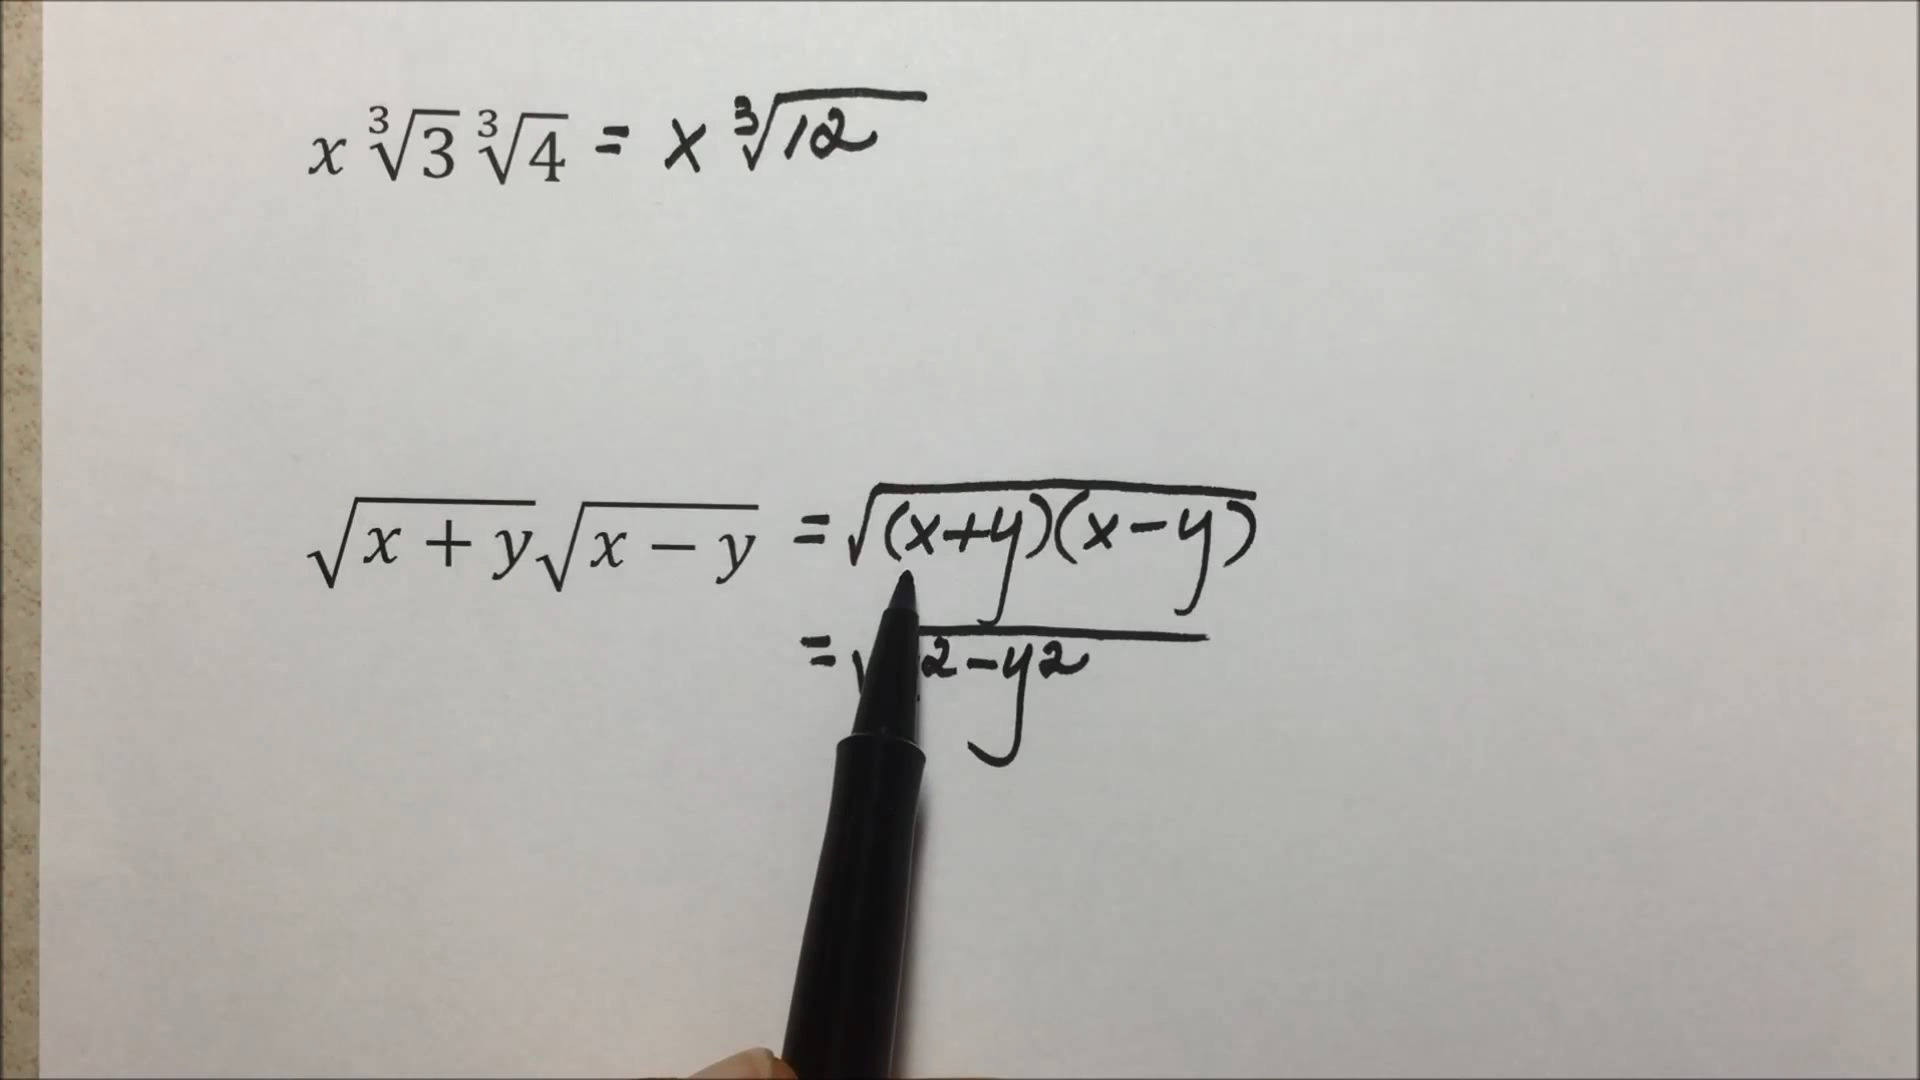 x ∛3 ∛4 = x ∛12
√(x + y) √(x − y) = √((x+y)(x−y))
= √ 2 − y2